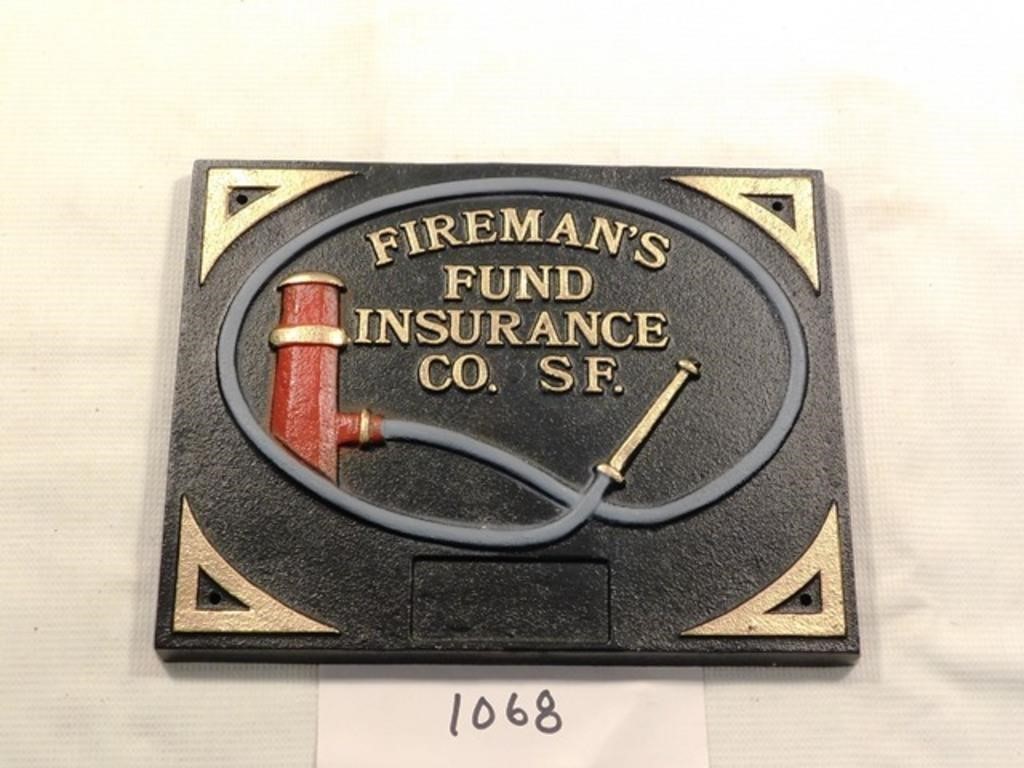 FIREMAN'S
FUND
INSURANCE
CO. S F.
1068